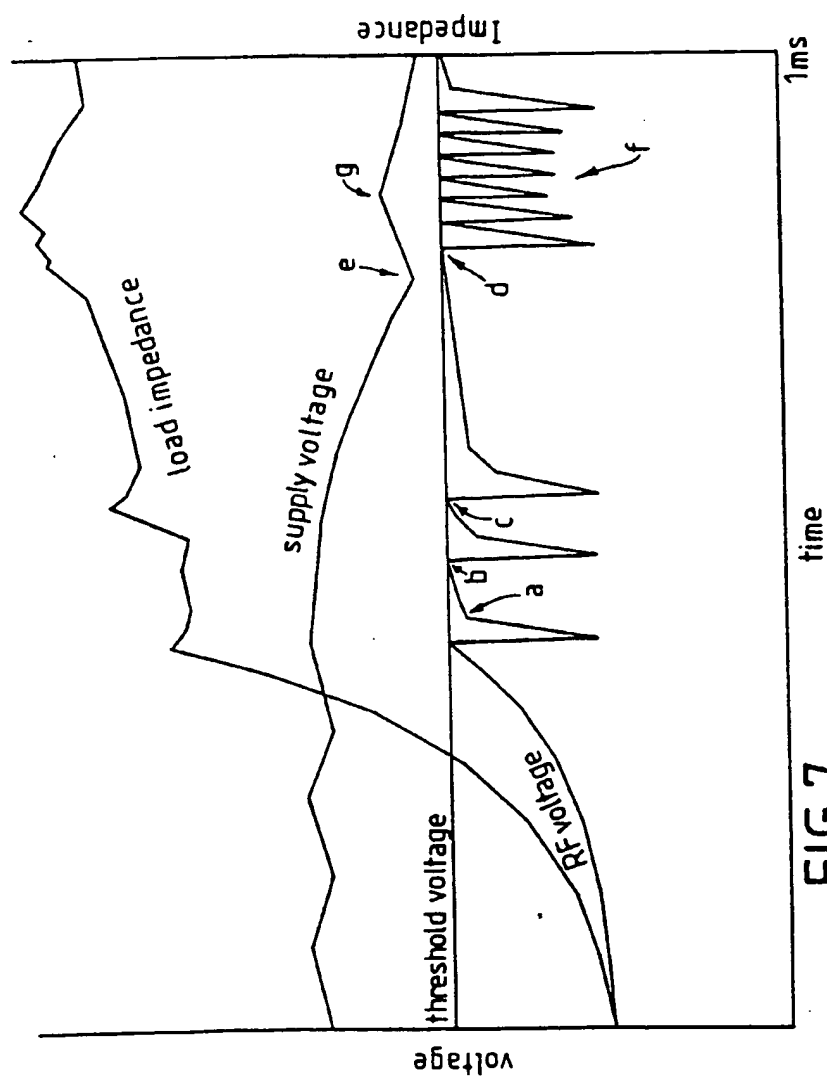 Impedance
load impedance
supply voltage
e
g
threshold voltage
RF voltage
a
b
c
d
f
voltage
time
1ms
FIG 7